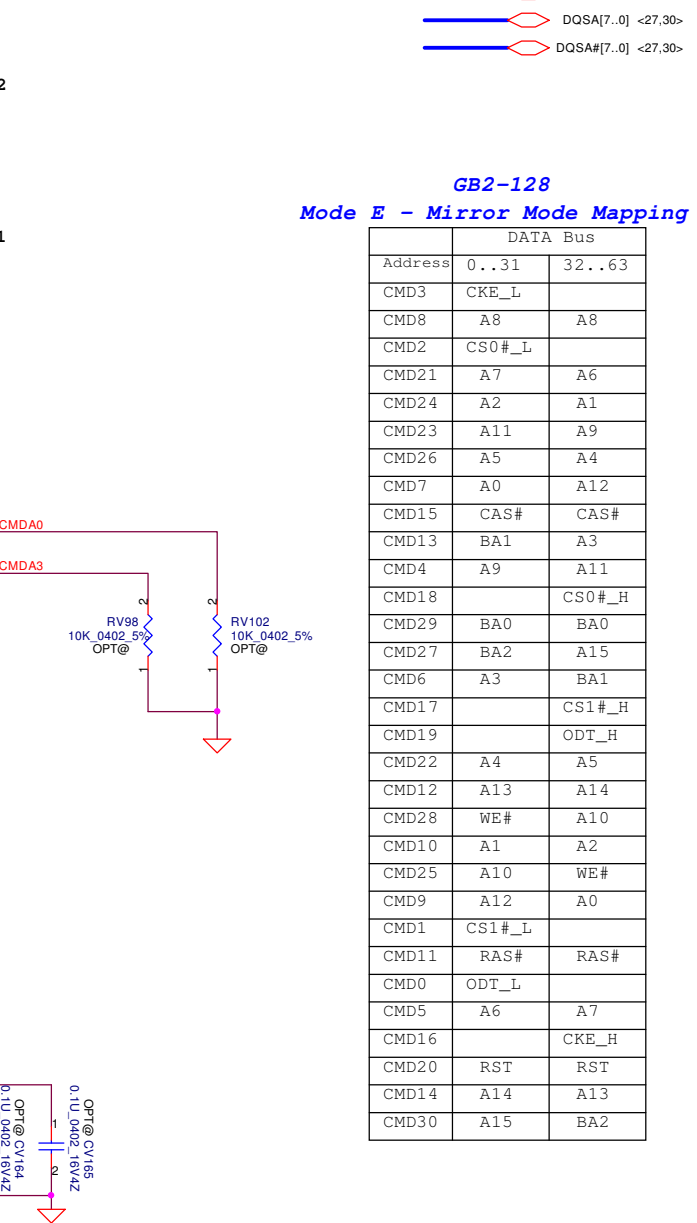 DQSA[7..0] <27,30>
DQSA#[7..0] <27,30>
2
GB2-128
Mode E - Mirror Mode Mapping
1
DATA Bus
Address 0..31 32..63
CMD3 CKE_L
CMD8 A8 A8
CMD2 CS0#_L
CMD21 A7 A6
CMD24 A2 A1
CMD23 A11 A9
CMD26 A5 A4
CMD7 A0 A12
CMD15 CAS# CAS#
CMD13 BA1 A3
CMD4 A9 A11
CMD18 CS0#_H
CMD29 BA0 BA0
CMD27 BA2 A15
CMD6 A3 BA1
CMD17 CS1#_H
CMD19 ODT_H
CMD22 A4 A5
CMD12 A13 A14
CMD28 WE# A10
CMD10 A1 A2
CMD25 A10 WE#
CMD9 A12 A0
CMD1 CS1#_L
CMD11 RAS# RAS#
CMD0 ODT_L
CMD5 A6 A7
CMD16 CKE_H
CMD20 RST RST
CMD14 A14 A13
CMD30 A15 BA2
CMDA0
CMDA3
2
2
RV98
10K_0402_5%
OPT@
RV102
10K_0402_5%
OPT@
1
1
OPT@ CV164
0.1U_0402_16V4Z
1
2
OPT@ CV165
0.1U_0402_16V4Z